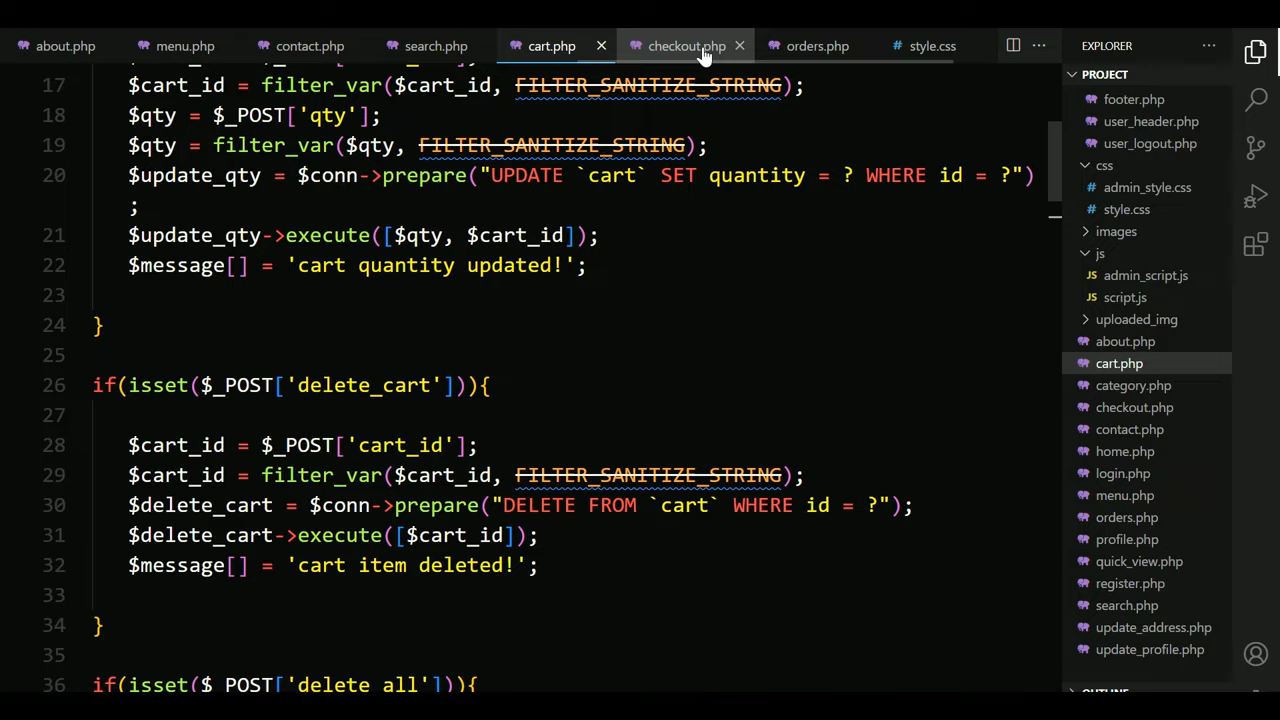 about.php menu.php contact.php search.php cart.php checkout.php orders.php # style.css ··· EXPLORER ···
17 $cart_id = filter_var($cart_id, FILTER_SANITIZE_STRING);
18 $qty = $_POST['qty'];
19 $qty = filter_var($qty, FILTER_SANITIZE_STRING);
20 $update_qty = $conn->prepare("UPDATE `cart` SET quantity = ? WHERE id = ?")
;
21 $update_qty->execute([$qty, $cart_id]);
22 $message[] = 'cart quantity updated!';
23
24 }
25
26 if(isset($_POST['delete_cart'])){
27
28 $cart_id = $_POST['cart_id'];
29 $cart_id = filter_var($cart_id, FILTER_SANITIZE_STRING);
30 $delete_cart = $conn->prepare("DELETE FROM `cart` WHERE id = ?");
31 $delete_cart->execute([$cart_id]);
32 $message[] = 'cart item deleted!';
33
34 }
35
36 if(isset($_POST['delete_all'])){
PROJECT
footer.php
user_header.php
user_logout.php
css
# admin_style.css
# style.css
images
js
JS admin_script.js
JS script.js
uploaded_img
about.php
cart.php
category.php
checkout.php
contact.php
home.php
login.php
menu.php
orders.php
profile.php
quick_view.php
register.php
search.php
update_address.php
update_profile.php
OUTLINE